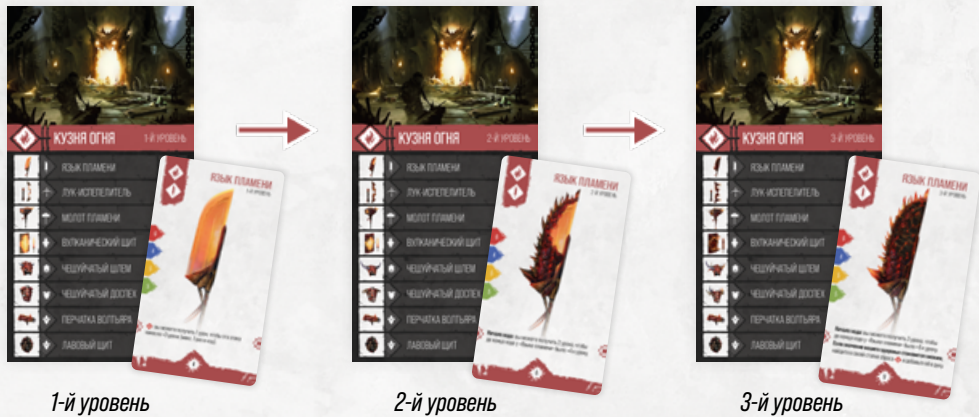 КУЗНЯ ОГНЯ 1-Й УРОВЕНЬ
ЯЗЫК ПЛАМЕНИ
ЛУК-ИСПЕПЕЛИТЕЛЬ
МОЛОТ ПЛАМЕНИ
ВУЛКАНИЧЕСКИЙ ЩИТ
ЧЕШУЙЧАТЫЙ ШЛЕМ
ЧЕШУЙЧАТЫЙ ДОСПЕХ
ПЕРЧАТКА ВОЛТЬЯРА
ЛАВОВЫЙ ЩИТ
ЯЗЫК ПЛАМЕНИ
1-Й УРОВЕНЬ
1-й уровень
КУЗНЯ ОГНЯ 2-Й УРОВЕНЬ
ЯЗЫК ПЛАМЕНИ
ЛУК-ИСПЕПЕЛИТЕЛЬ
МОЛОТ ПЛАМЕНИ
ВУЛКАНИЧЕСКИЙ ЩИТ
ЧЕШУЙЧАТЫЙ ШЛЕМ
ЧЕШУЙЧАТЫЙ ДОСПЕХ
ПЕРЧАТКА ВОЛТЬЯРА
ЛАВОВЫЙ ЩИТ
ЯЗЫК ПЛАМЕНИ
2-Й УРОВЕНЬ
2-й уровень
КУЗНЯ ОГНЯ 3-Й УРОВЕНЬ
ЯЗЫК ПЛАМЕНИ
ЛУК-ИСПЕПЕЛИТЕЛЬ
МОЛОТ ПЛАМЕНИ
ВУЛКАНИЧЕСКИЙ ЩИТ
ЧЕШУЙЧАТЫЙ ШЛЕМ
ЧЕШУЙЧАТЫЙ ДОСПЕХ
ПЕРЧАТКА ВОЛТЬЯРА
ЛАВОВЫЙ ЩИТ
ЯЗЫК ПЛАМЕНИ
3-Й УРОВЕНЬ
3-й уровень